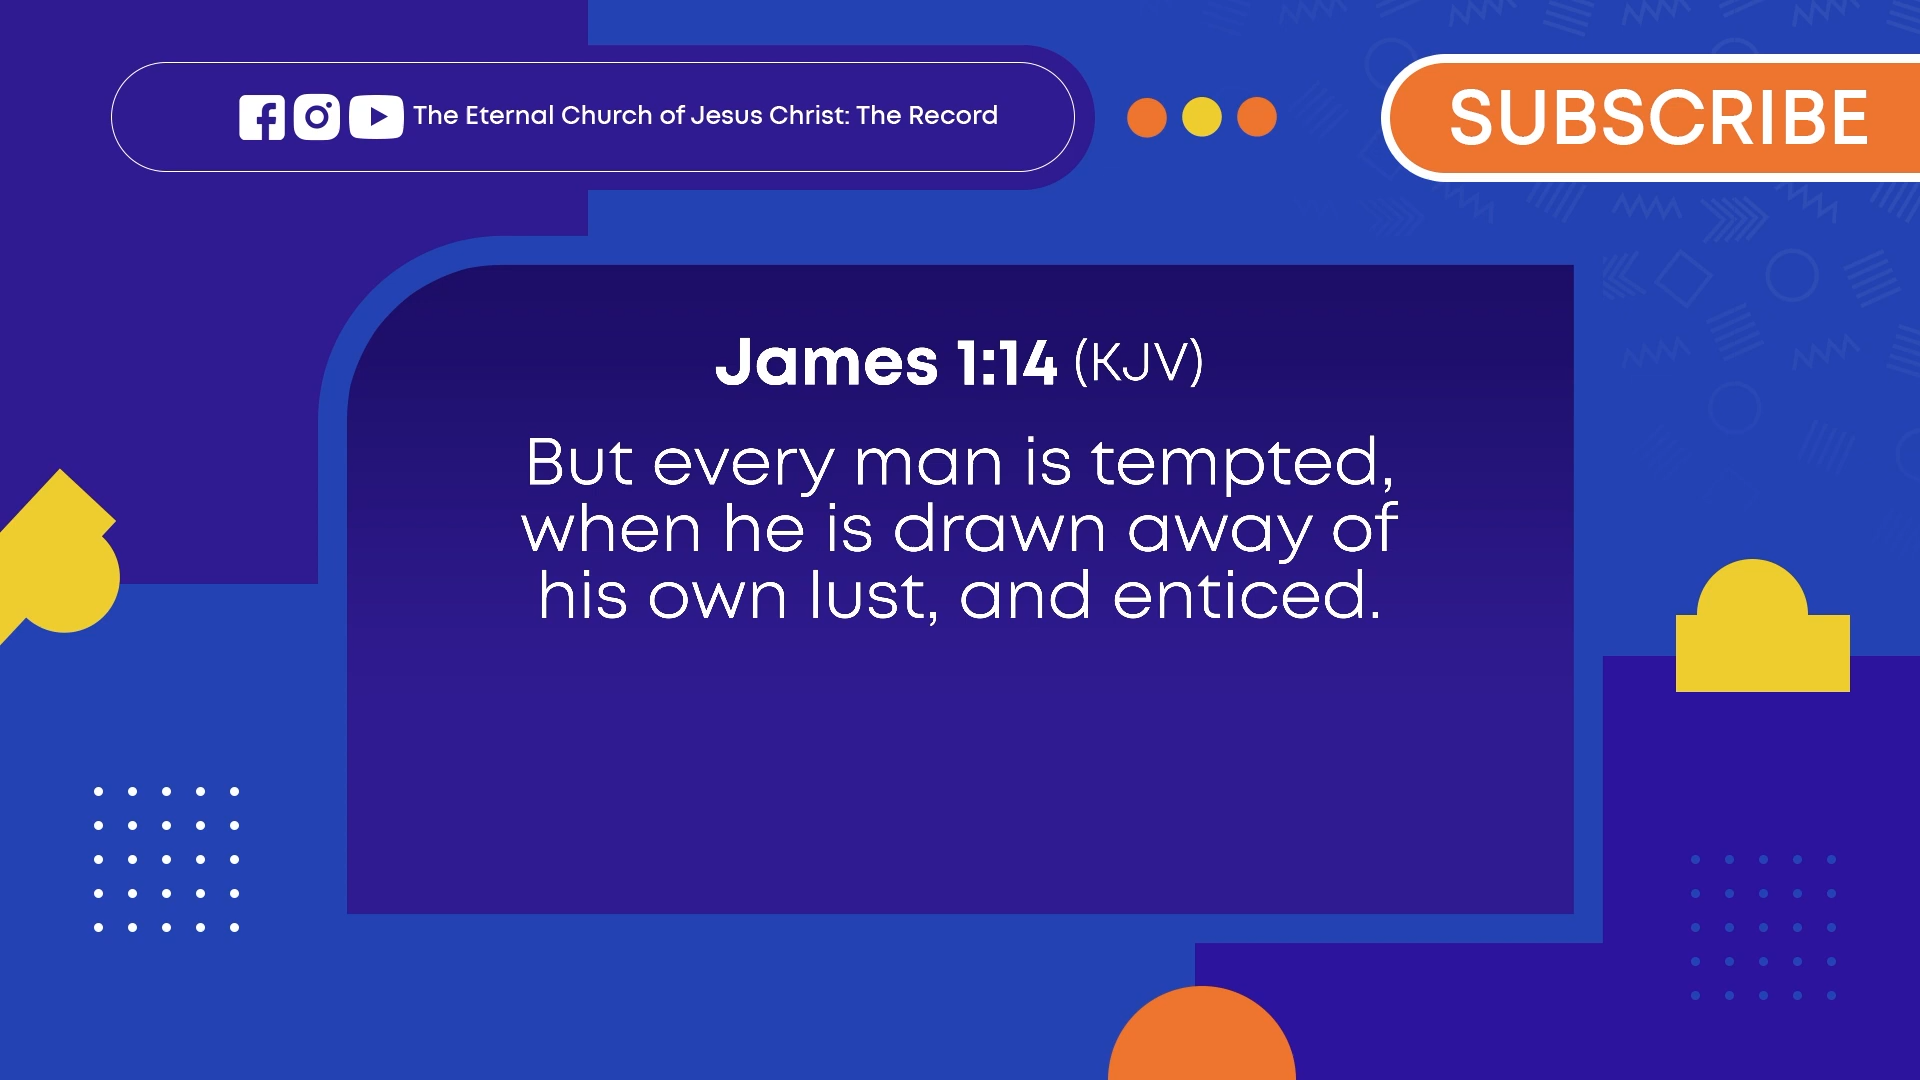 The Eternal Church of Jesus Christ: The Record
SUBSCRIBE
James 1:14 (KJV)
But every man is tempted,
when he is drawn away of
his own lust, and enticed.